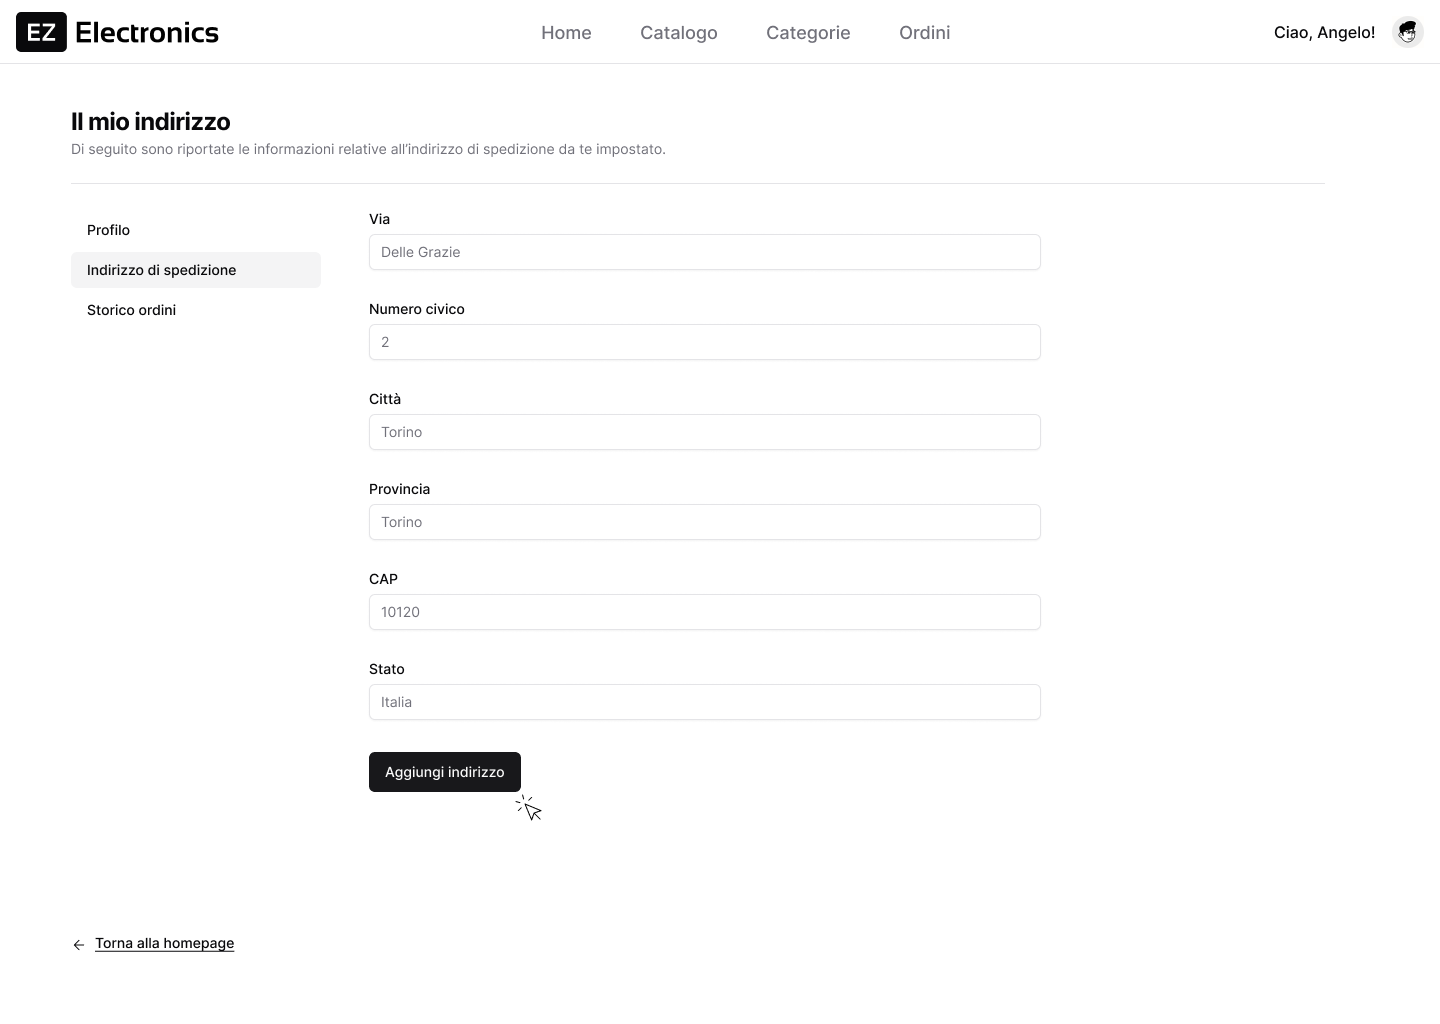 EZ Electronics
Home Catalogo Categorie Ordini
Ciao, Angelo!
Il mio indirizzo
Di seguito sono riportate le informazioni relative all'indirizzo di spedizione da te impostato.
Profilo
Indirizzo di spedizione
Storico ordini
Via
Delle Grazie
Numero civico
2
Città
Torino
Provincia
Torino
CAP
10120
Stato
Italia
Aggiungi indirizzo
Torna alla homepage